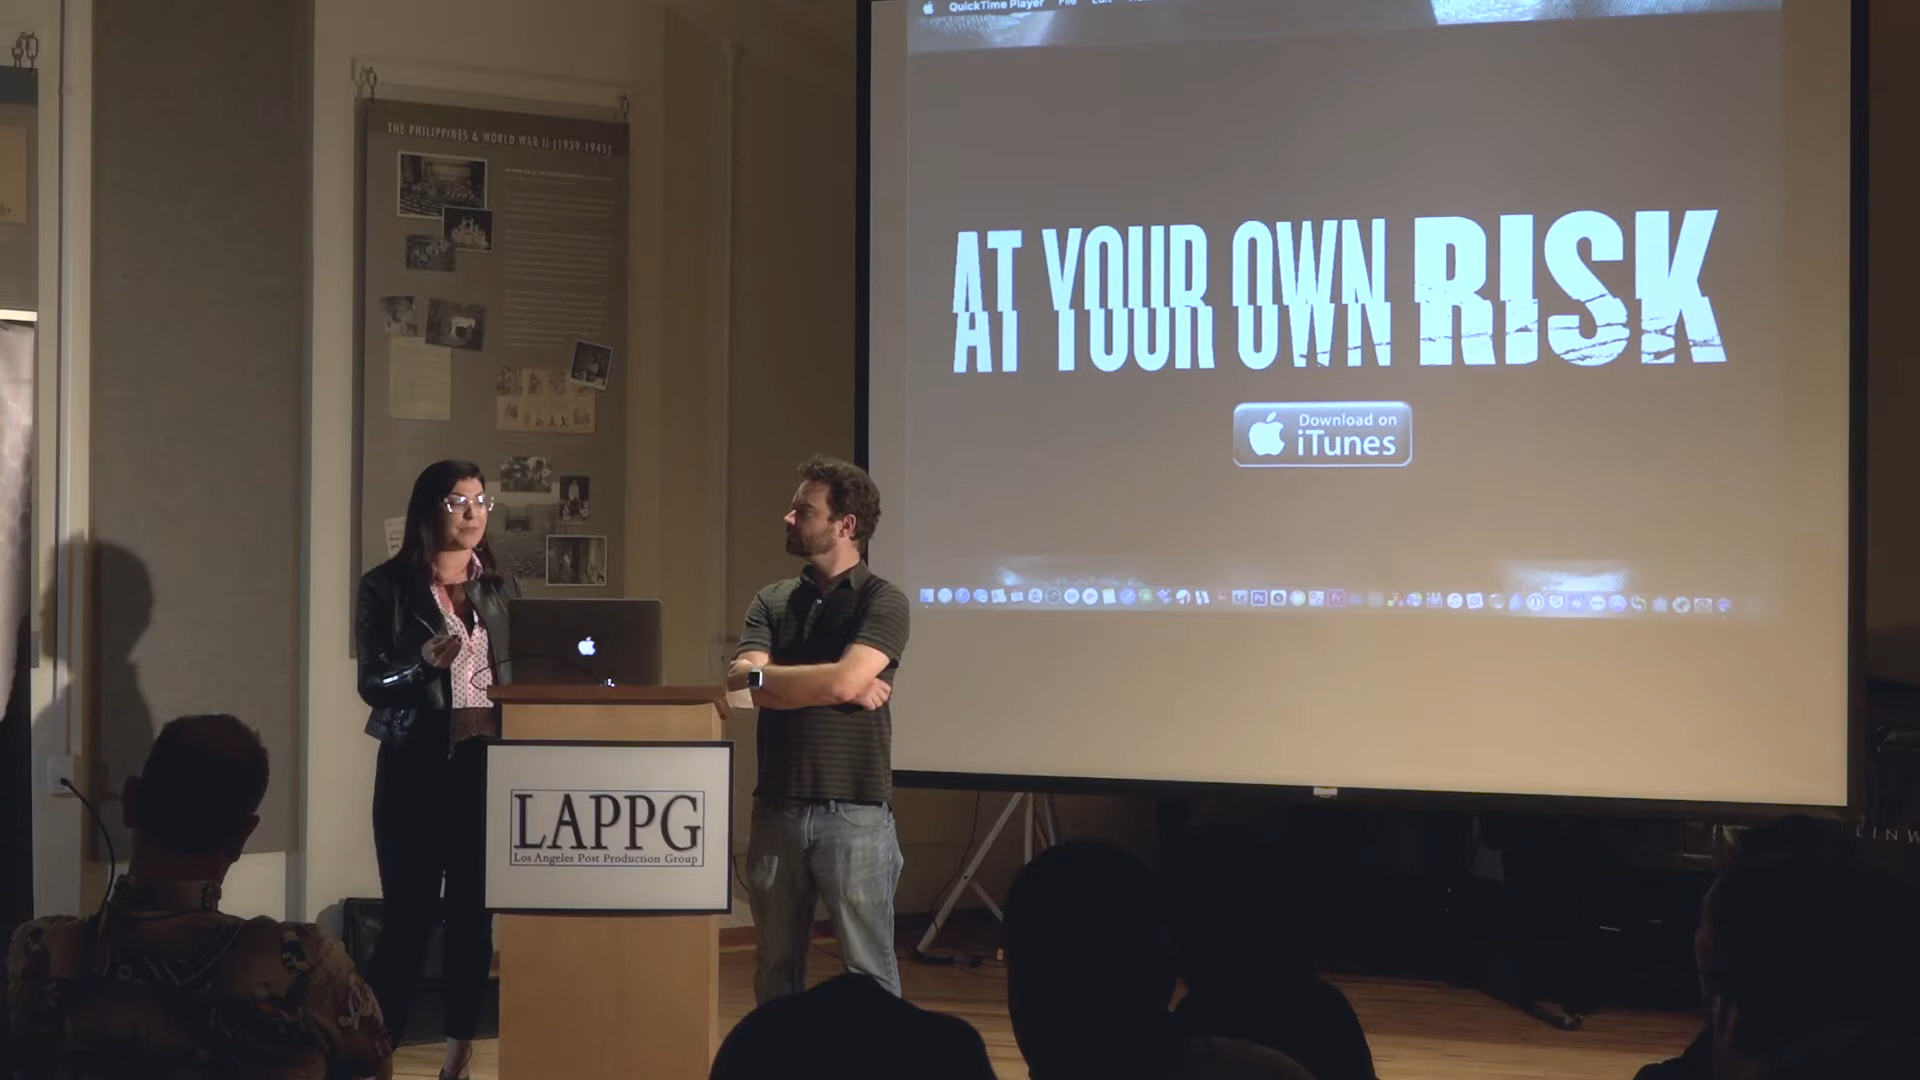 QuickTime Player File Edit
THE PHILIPPINES & WORLD WAR II (1939-1945)
AT YOUR OWN RISK
Download on
iTunes
LAPPG
Los Angeles Post Production Group